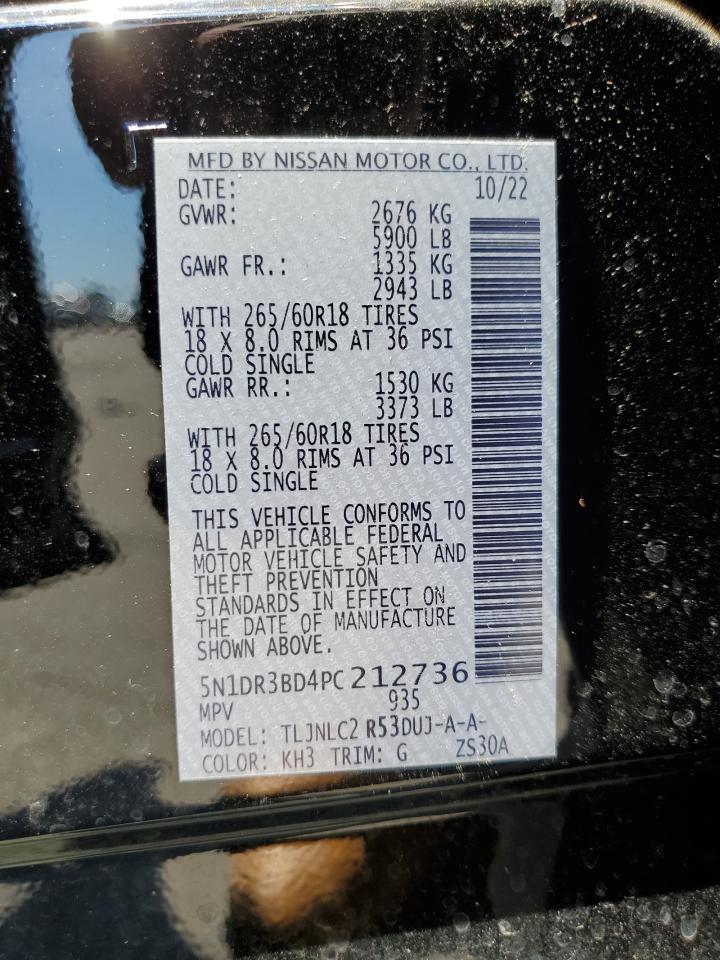 MFD BY NISSAN MOTOR CO., LTD.
DATE: 10/22
GVWR: 2676 KG
5900 LB
GAWR FR.: 1335 KG
2943 LB
WITH 265/60R18 TIRES
18 X 8.0 RIMS AT 36 PSI
COLD SINGLE
GAWR RR.: 1530 KG
3373 LB
WITH 265/60R18 TIRES
18 X 8.0 RIMS AT 36 PSI
COLD SINGLE
THIS VEHICLE CONFORMS TO
ALL APPLICABLE FEDERAL
MOTOR VEHICLE SAFETY AND
THEFT PREVENTION
STANDARDS IN EFFECT ON
THE DATE OF MANUFACTURE
SHOWN ABOVE.
5N1DR3BD4PC212736
MPV 935
MODEL: TLJNLC2 R53DUJ-A-A-
COLOR: KH3 TRIM: G ZS30A